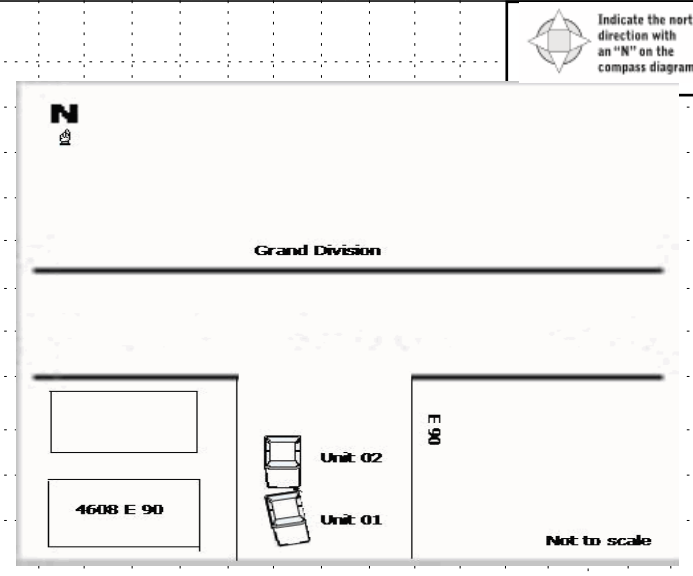 Indicate the nort
direction with
an “N” on the
compass diagram
N
Grand Division
E 90
Unit 02
4608 E 90
Unit 01
Not to scale